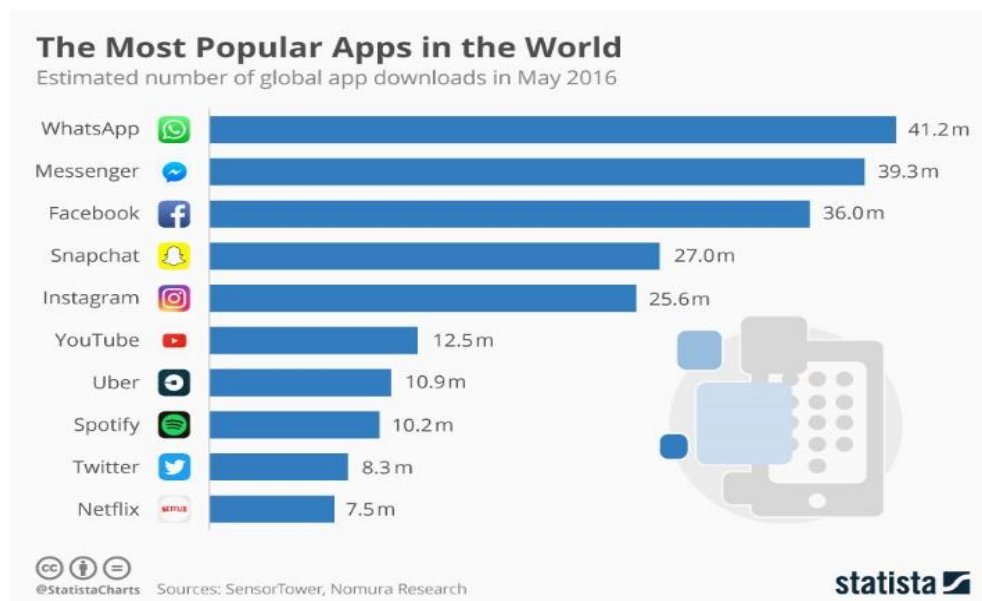 The Most Popular Apps in the World
Estimated number of global app downloads in May 2016
WhatsApp 41.2m
Messenger 39.3m
Facebook 36.0m
Snapchat 27.0m
Instagram 25.6m
YouTube 12.5m
Uber 10.9m
Spotify 10.2m
Twitter 8.3m
Netflix NETFLIX 7.5m
cc
@StatistaCharts Sources: SensorTower, Nomura Research
statista